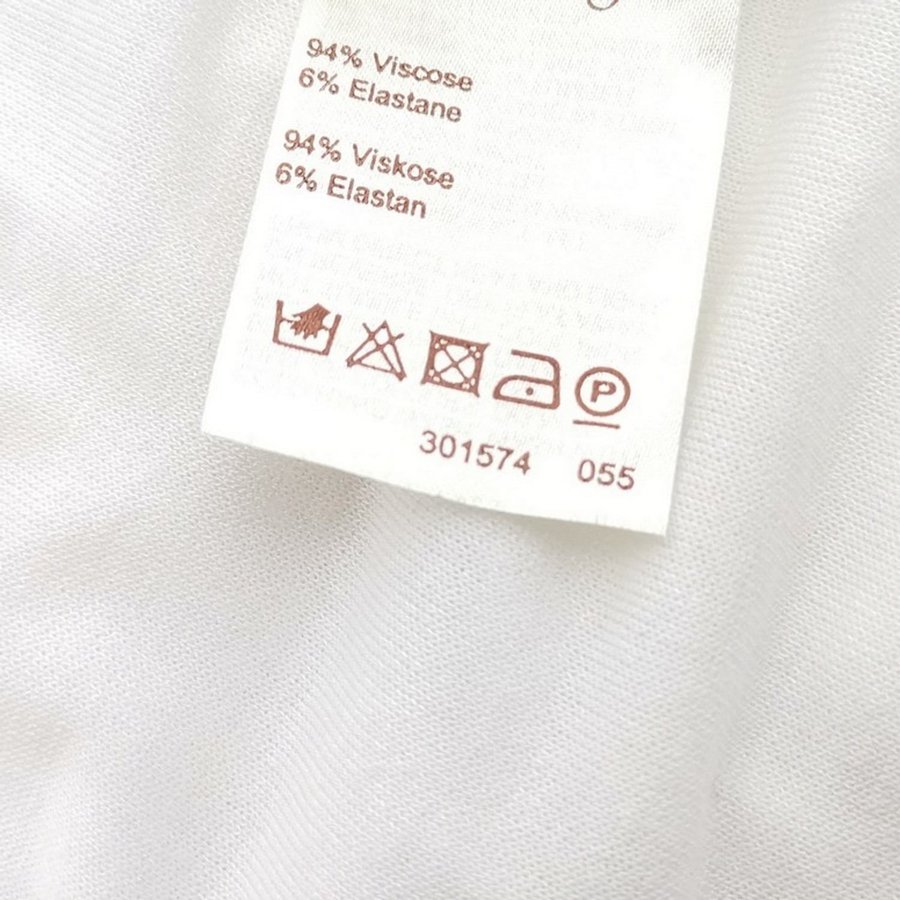 94% Viscose
6% Elastane
94% Viskose
6% Elastan
P
301574 055